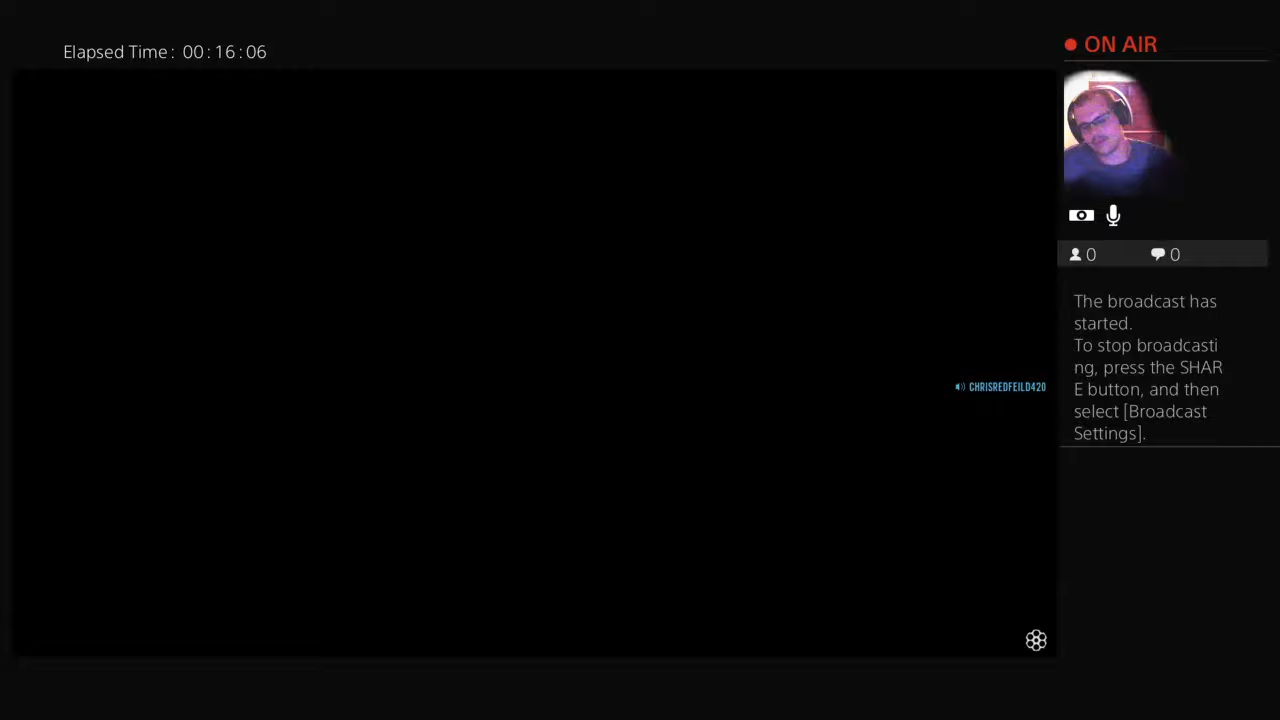 Elapsed Time: 00:16:06
ON AIR
0 0
The broadcast has
started.
To stop broadcasti
ng, press the SHAR
E button, and then
select [Broadcast
Settings].
CHRISREDFEILD420